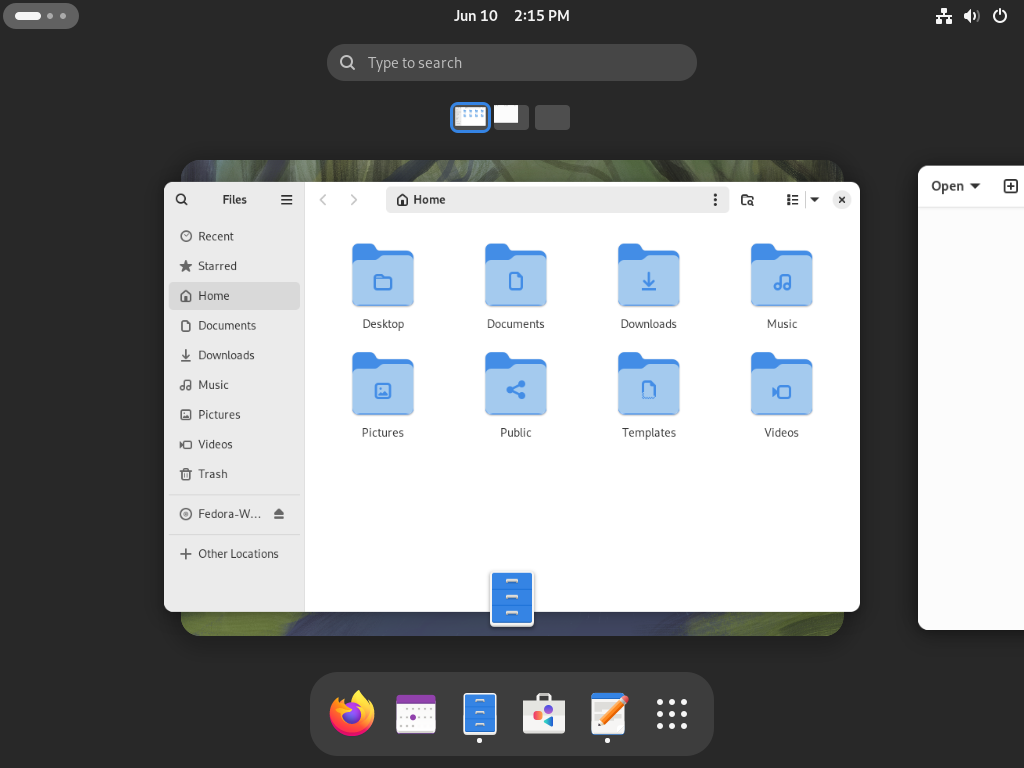 Jun 10 2:15 PM
Type to search
Files
Home
Open
Recent
Starred
Home
Documents
Downloads
Music
Pictures
Videos
Trash
Fedora-W...
Other Locations
Desktop
Documents
Downloads
Music
Pictures
Public
Templates
Videos